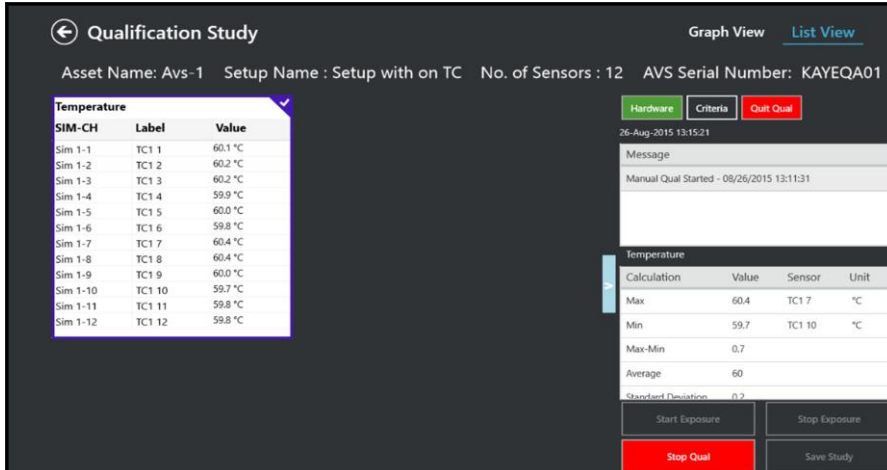 Qualification Study
Graph View List View
Asset Name: Avs-1 Setup Name : Setup with on TC No. of Sensors : 12 AVS Serial Number: KAYEQA01
Temperature
SIM-CH Label Value
Sim 1-1 TC1 1 60.1 °C
Sim 1-2 TC1 2 60.2 °C
Sim 1-3 TC1 3 60.2 °C
Sim 1-4 TC1 4 59.9 °C
Sim 1-5 TC1 5 60.0 °C
Sim 1-6 TC1 6 59.8 °C
Sim 1-7 TC1 7 60.4 °C
Sim 1-8 TC1 8 60.4 °C
Sim 1-9 TC1 9 60.0 °C
Sim 1-10 TC1 10 59.7 °C
Sim 1-11 TC1 11 59.8 °C
Sim 1-12 TC1 12 59.8 °C
>
Hardware Criteria Quit Qual
26-Aug-2015 13:15:21
Message
Manual Qual Started - 08/26/2015 13:11:31
Temperature
Calculation Value Sensor Unit
Max 60.4 TC1 7 °C
Min 59.7 TC1 10 °C
Max-Min 0.7
Average 60
Standard Deviation 0.2
Start Exposure Stop Exposure
Stop Qual Save Study